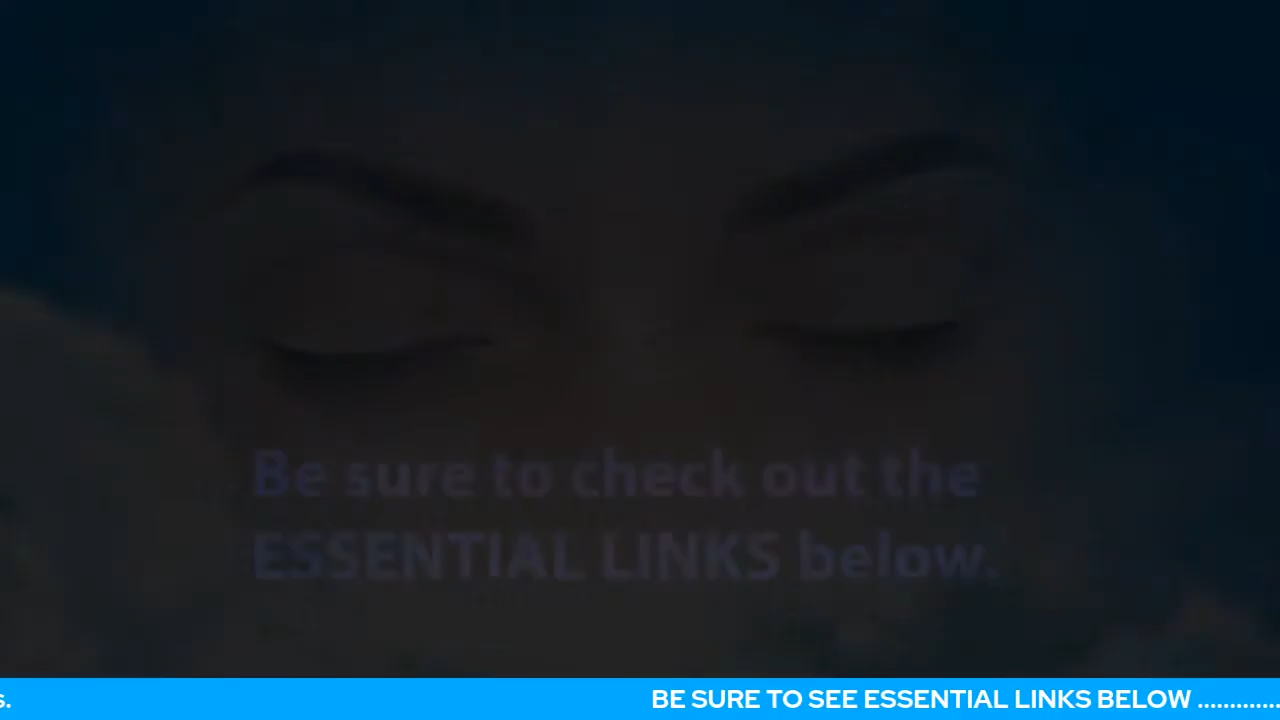 Be sure to check out the
ESSENTIAL LINKS below.
s. BE SURE TO SEE ESSENTIAL LINKS BELOW .............